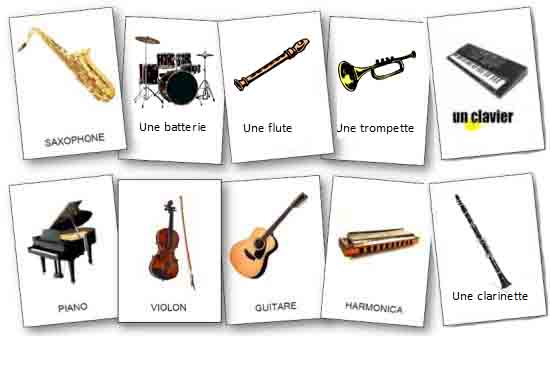 SAXOPHONE
Une batterie
Une flute
Une trompette
un clavier
PIANO
VIOLON
GUITARE
HARMONICA
Une clarinette